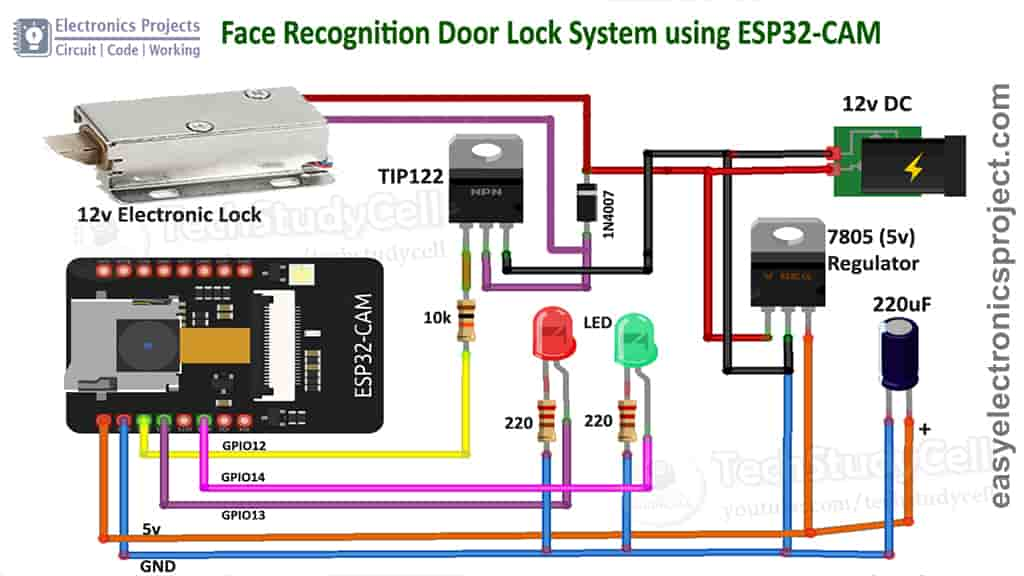 Electronics Projects
Circuit | Code | Working
Face Recognition Door Lock System using ESP32-CAM
12v DC
TIP122
NPN
1N4007
12v Electronic Lock
TechStudyCell
7805 (5v)
Regulator
220uF
ESP32-CAM
10k
LED
220
220
+
GPIO12
GPIO14
GPIO13
TechStudyCell
youtube.com/techstudycell
5v
GND
easyelectronicsproject.com